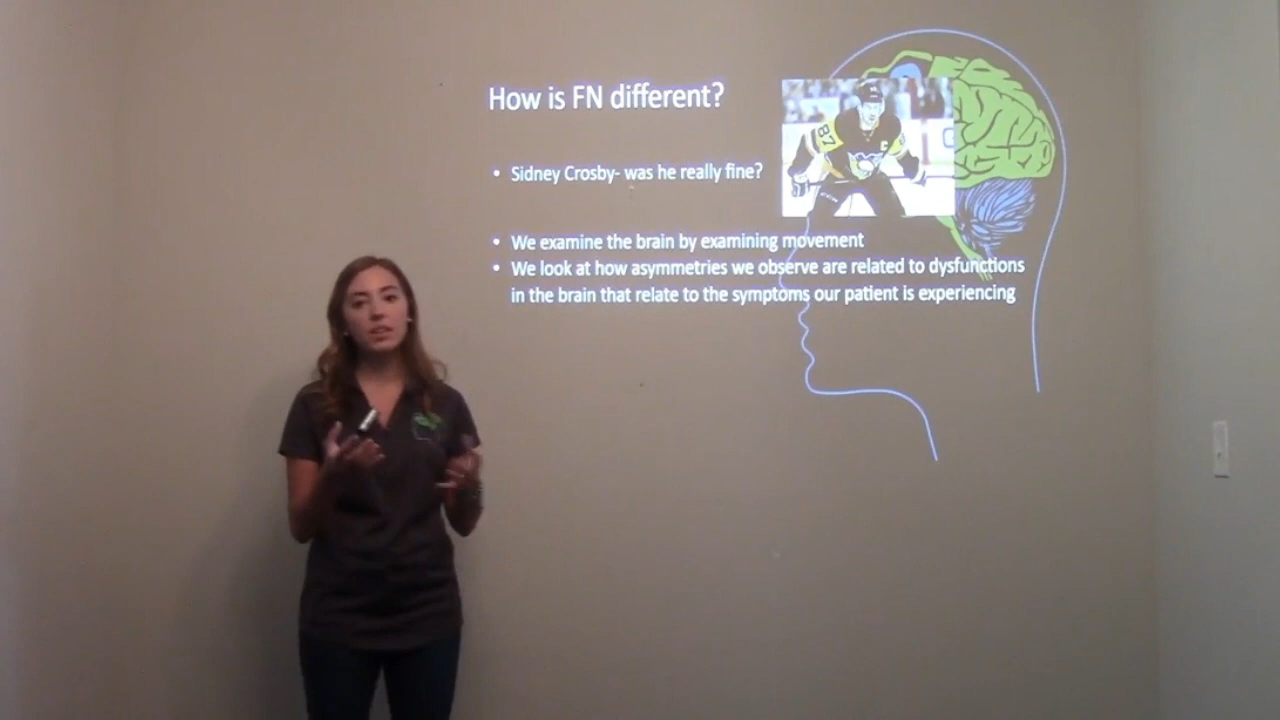 How is FN different?
• Sidney Crosby- was he really fine?
87
C
• We examine the brain by examining movement
• We look at how asymmetries we observe are related to dysfunctions
in the brain that relate to the symptoms our patient is experiencing